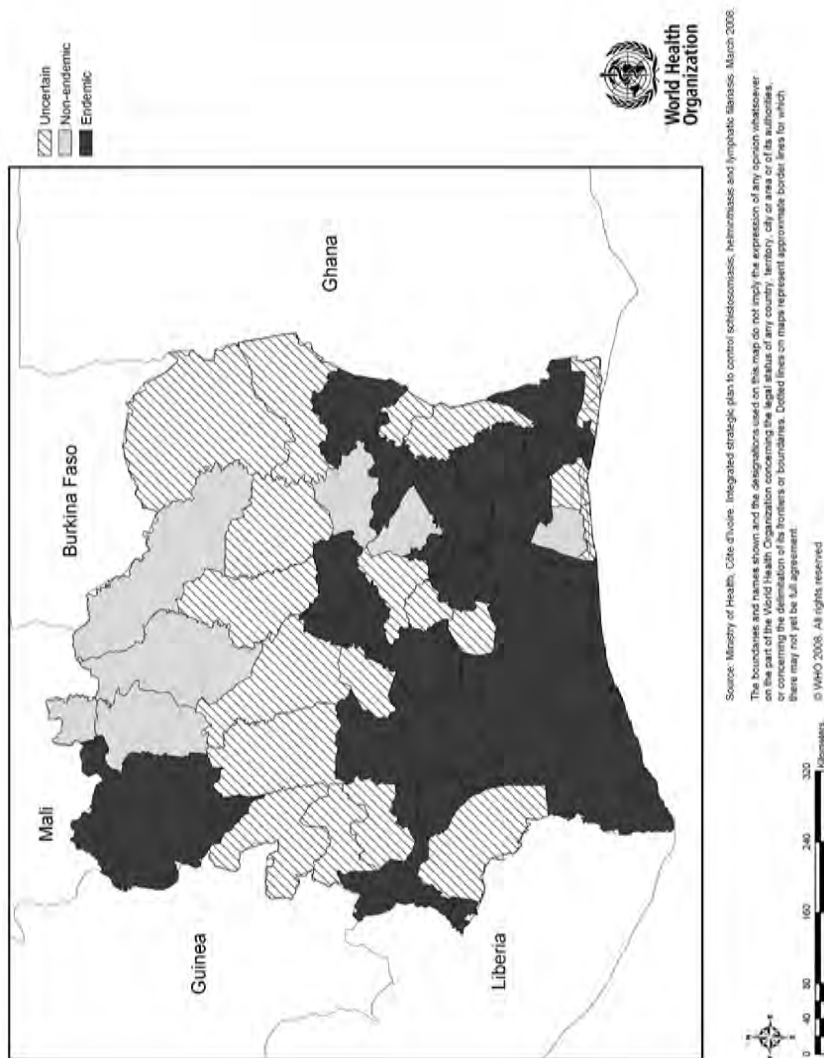 Uncertain
Non-endemic
Endemic
Burkina Faso
Mali
Guinea
Ghana
Liberia
World Health
Organization
0 40 80 160 240 320
Kilometers
Source: Ministry of Health, Côte d'Ivoire. Integrated strategic plan to control schistosomiasis, helminthiasis and lymphatic filariasis. March 2008.
The boundaries and names shown and the designations used on this map do not imply the expression of any opinion whatsoever
on the part of the World Health Organization concerning the legal status of any country, territory, city or area or of its authorities,
or concerning the delimitation of its frontiers or boundaries. Dotted lines on maps represent approximate border lines for which
there may not yet be full agreement.
© WHO 2008. All rights reserved